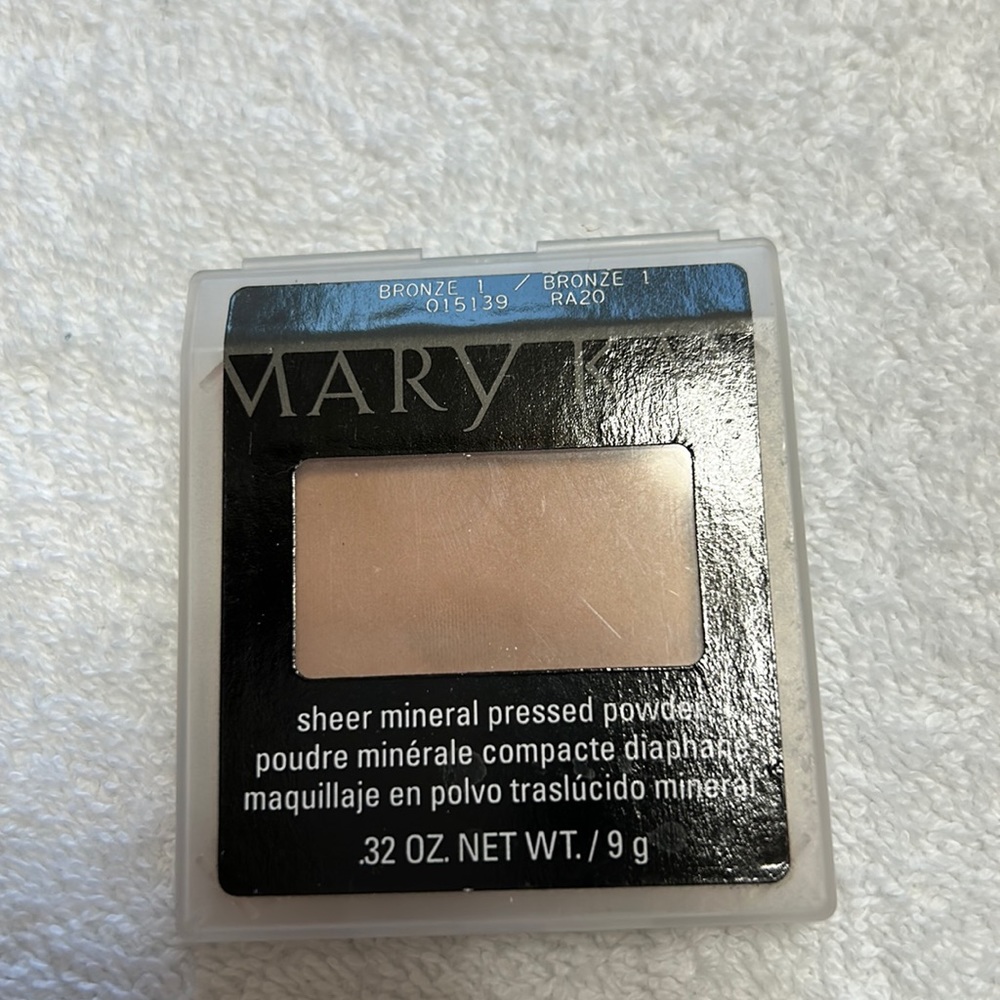 BRONZE 1 / BRONZE 1
015139 RA20
MARY K
sheer mineral pressed powder
poudre minérale compacte diaphane
maquillaje en polvo traslúcido mineral
.32 OZ. NET WT. / 9 g